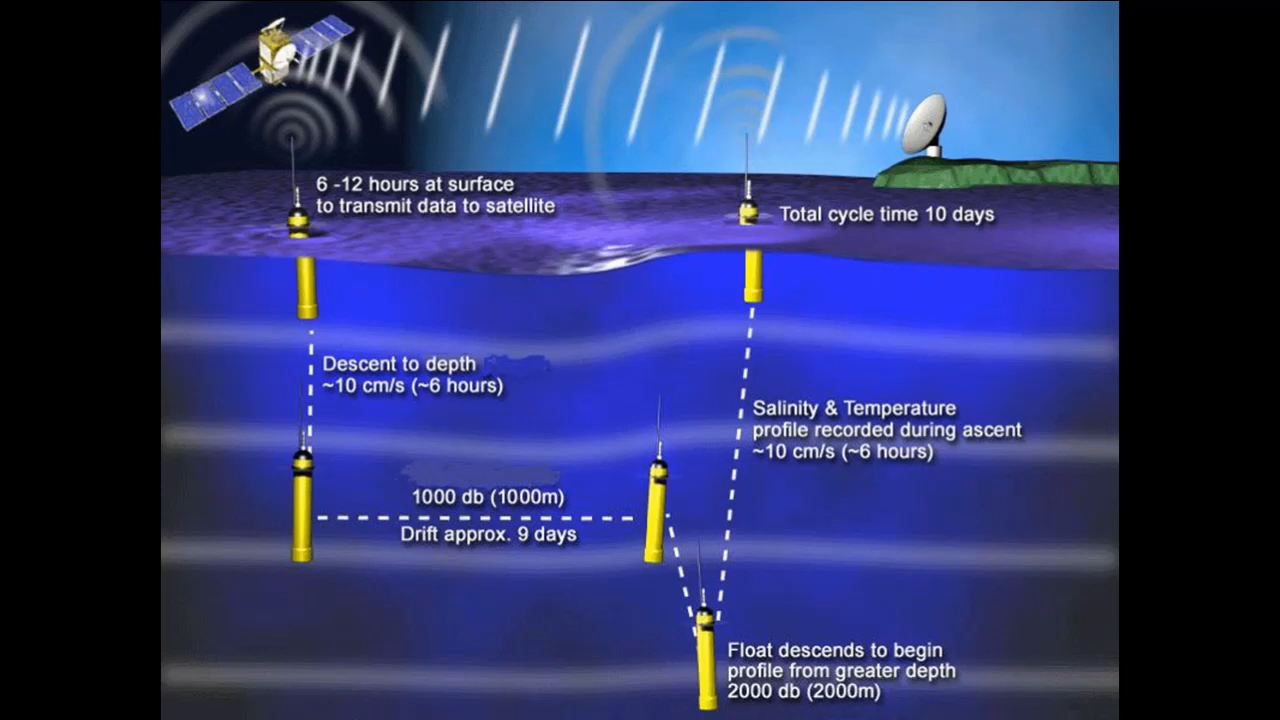 6 -12 hours at surface
to transmit data to satellite
Total cycle time 10 days
Descent to depth
~10 cm/s (~6 hours)
Salinity & Temperature
profile recorded during ascent
~10 cm/s (~6 hours)
1000 db (1000m)
Drift approx. 9 days
Float descends to begin
profile from greater depth
2000 db (2000m)